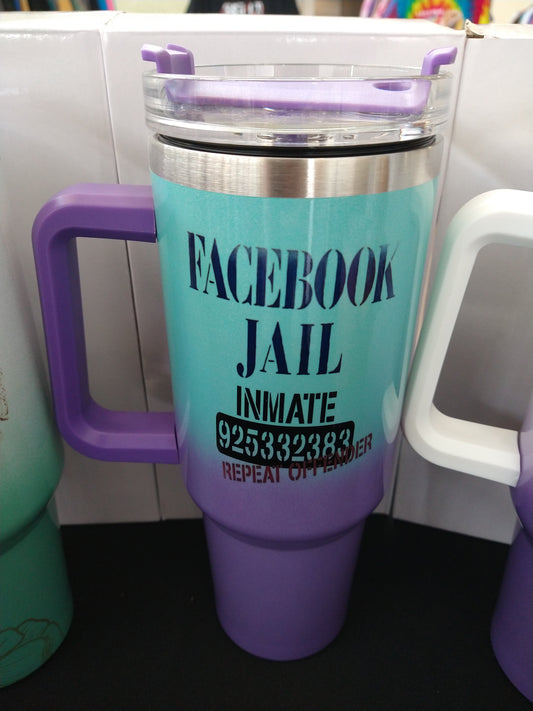 FACEBOOK
JAIL
INMATE
925332383
REPEAT OFFENDER